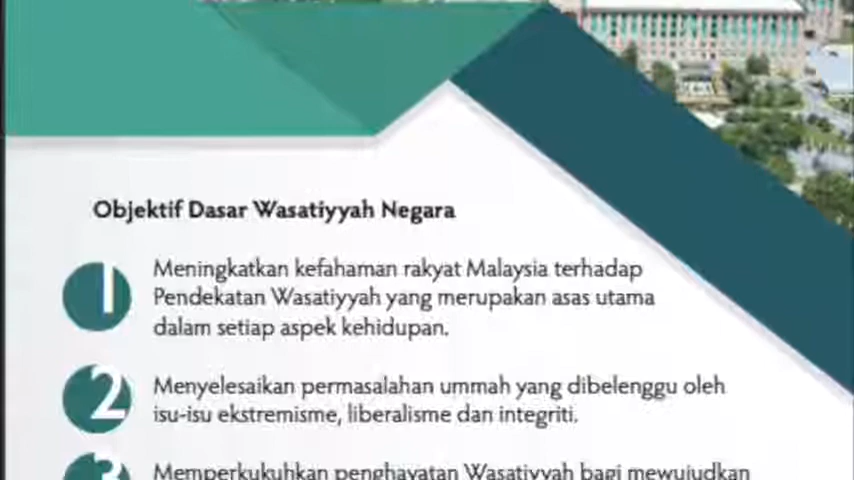 Objektif Dasar Wasatiyyah Negara
1
Meningkatkan kefahaman rakyat Malaysia terhadap
Pendekatan Wasatiyyah yang merupakan asas utama
dalam setiap aspek kehidupan.
2
Menyelesaikan permasalahan ummah yang dibelenggu oleh
isu-isu ekstremisme, liberalisme dan integriti.
3
Memperkukuhkan penghayatan Wasatiyyah bagi mewujudkan